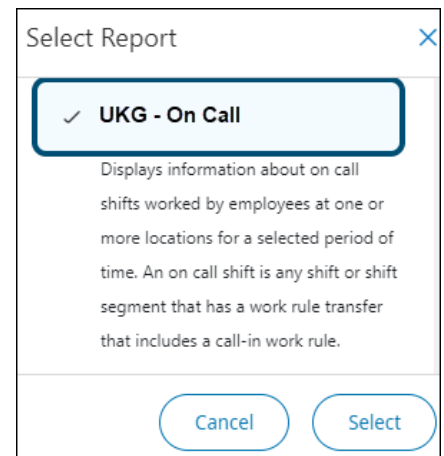 Select Report
UKG - On Call
Displays information about on call
shifts worked by employees at one or
more locations for a selected period of
time. An on call shift is any shift or shift
segment that has a work rule transfer
that includes a call-in work rule.
Cancel Select